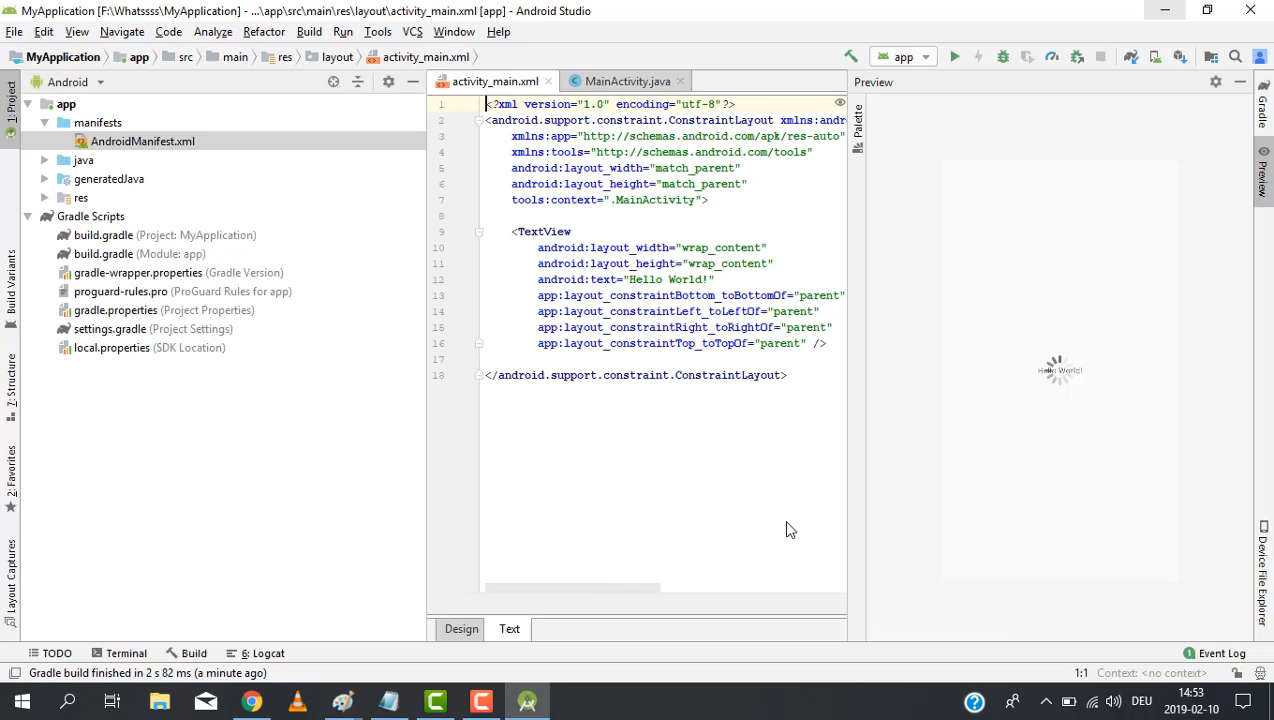 MyApplication [F:\Whatssss\MyApplication] - ...\app\src\main\res\layout\activity_main.xml [app] - Android Studio
File Edit View Navigate Code Analyze Refactor Build Run Tools VCS Window Help
MyApplication app src main res layout activity_main.xml app
Android
activity_main.xml MainActivity.java Preview
1: Project
Build Variants
7: Structure
2: Favorites
Layout Captures
app
manifests
AndroidManifest.xml
java
generatedJava
res
Gradle Scripts
build.gradle (Project: MyApplication)
build.gradle (Module: app)
gradle-wrapper.properties (Gradle Version)
proguard-rules.pro (ProGuard Rules for app)
gradle.properties (Project Properties)
settings.gradle (Project Settings)
local.properties (SDK Location)
1 <?xml version="1.0" encoding="utf-8"?>
2 <android.support.constraint.ConstraintLayout xmlns:andr
3 xmlns:app="http://schemas.android.com/apk/res-auto"
4 xmlns:tools="http://schemas.android.com/tools"
5 android:layout_width="match_parent"
6 android:layout_height="match_parent"
7 tools:context=".MainActivity">
8
9 <TextView
10 android:layout_width="wrap_content"
11 android:layout_height="wrap_content"
12 android:text="Hello World!"
13 app:layout_constraintBottom_toBottomOf="parent"
14 app:layout_constraintLeft_toLeftOf="parent"
15 app:layout_constraintRight_toRightOf="parent"
16 app:layout_constraintTop_toTopOf="parent" />
17
18 </android.support.constraint.ConstraintLayout>
Palette
Hello World!
Gradle
Preview
Device File Explorer
Design Text
TODO Terminal Build 6: Logcat 1 Event Log
Gradle build finished in 2 s 82 ms (a minute ago) 1:1 Context: <no context>
DEU
14:53
2019-02-10